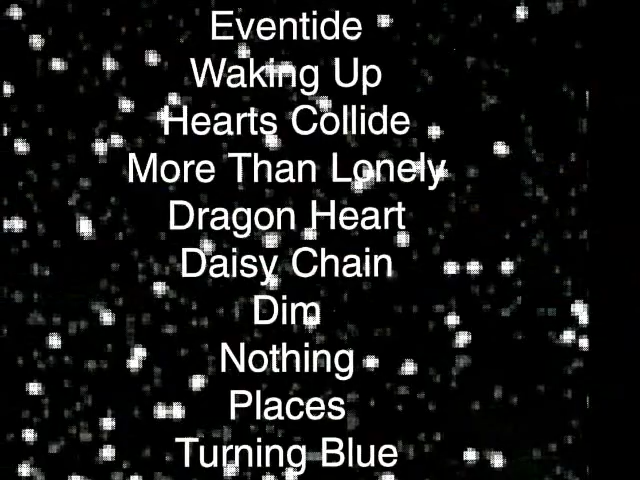 Eventide
Waking Up
Hearts Collide
More Than Lonely
Dragon Heart
Daisy Chain
Dim
Nothing
Places
Turning Blue